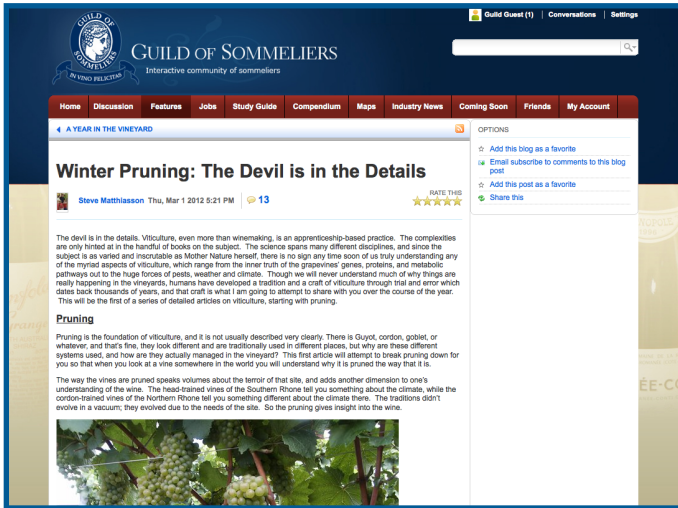 Guild Guest (1) | Conversations | Settings
GUILD OF
SOMMELIERS
IN VINO FELICITAS
GUILD OF SOMMELIERS
Interactive community of sommeliers
Home Discussion Features Jobs Study Guide Compendium Maps Industry News Coming Soon Friends My Account
A YEAR IN THE VINEYARD
Winter Pruning: The Devil is in the Details
Steve Matthiasson Thu, Mar 1 2012 5:21 PM 13
RATE THIS
The devil is in the details. Viticulture, even more than winemaking, is an apprenticeship-based practice. The complexities
are only hinted at in the handful of books on the subject. The science spans many different disciplines, and since the
subject is as varied and inscrutable as Mother Nature herself, there is no sign any time soon of us truly understanding any
of the myriad aspects of viticulture, which range from the inner truth of the grapevines' genes, proteins, and metabolic
pathways out to the huge forces of pests, weather and climate. Though we will never understand much of why things are
really happening in the vineyards, humans have developed a tradition and a craft of viticulture through trial and error which
dates back thousands of years, and that craft is what I am going to attempt to share with you over the course of the year.
This will be the first of a series of detailed articles on viticulture, starting with pruning.
Pruning
Pruning is the foundation of viticulture, and it is not usually described very clearly. There is Guyot, cordon, goblet, or
whatever, and that's fine, they look different and are traditionally used in different places, but why are these different
systems used, and how are they actually managed in the vineyard? This first article will attempt to break pruning down for
you so that when you look at a vine somewhere in the world you will understand why it is pruned the way that it is.
The way the vines are pruned speaks volumes about the terroir of that site, and adds another dimension to one's
understanding of the wine. The head-trained vines of the Southern Rhone tell you something about the climate, while the
cordon-trained vines of the Northern Rhone tell you something different about the climate there. The traditions didn't
evolve in a vacuum; they evolved due to the needs of the site. So the pruning gives insight into the wine.
OPTIONS
Add this blog as a favorite
Email subscribe to comments to this blog
post
Add this post as a favorite
Share this